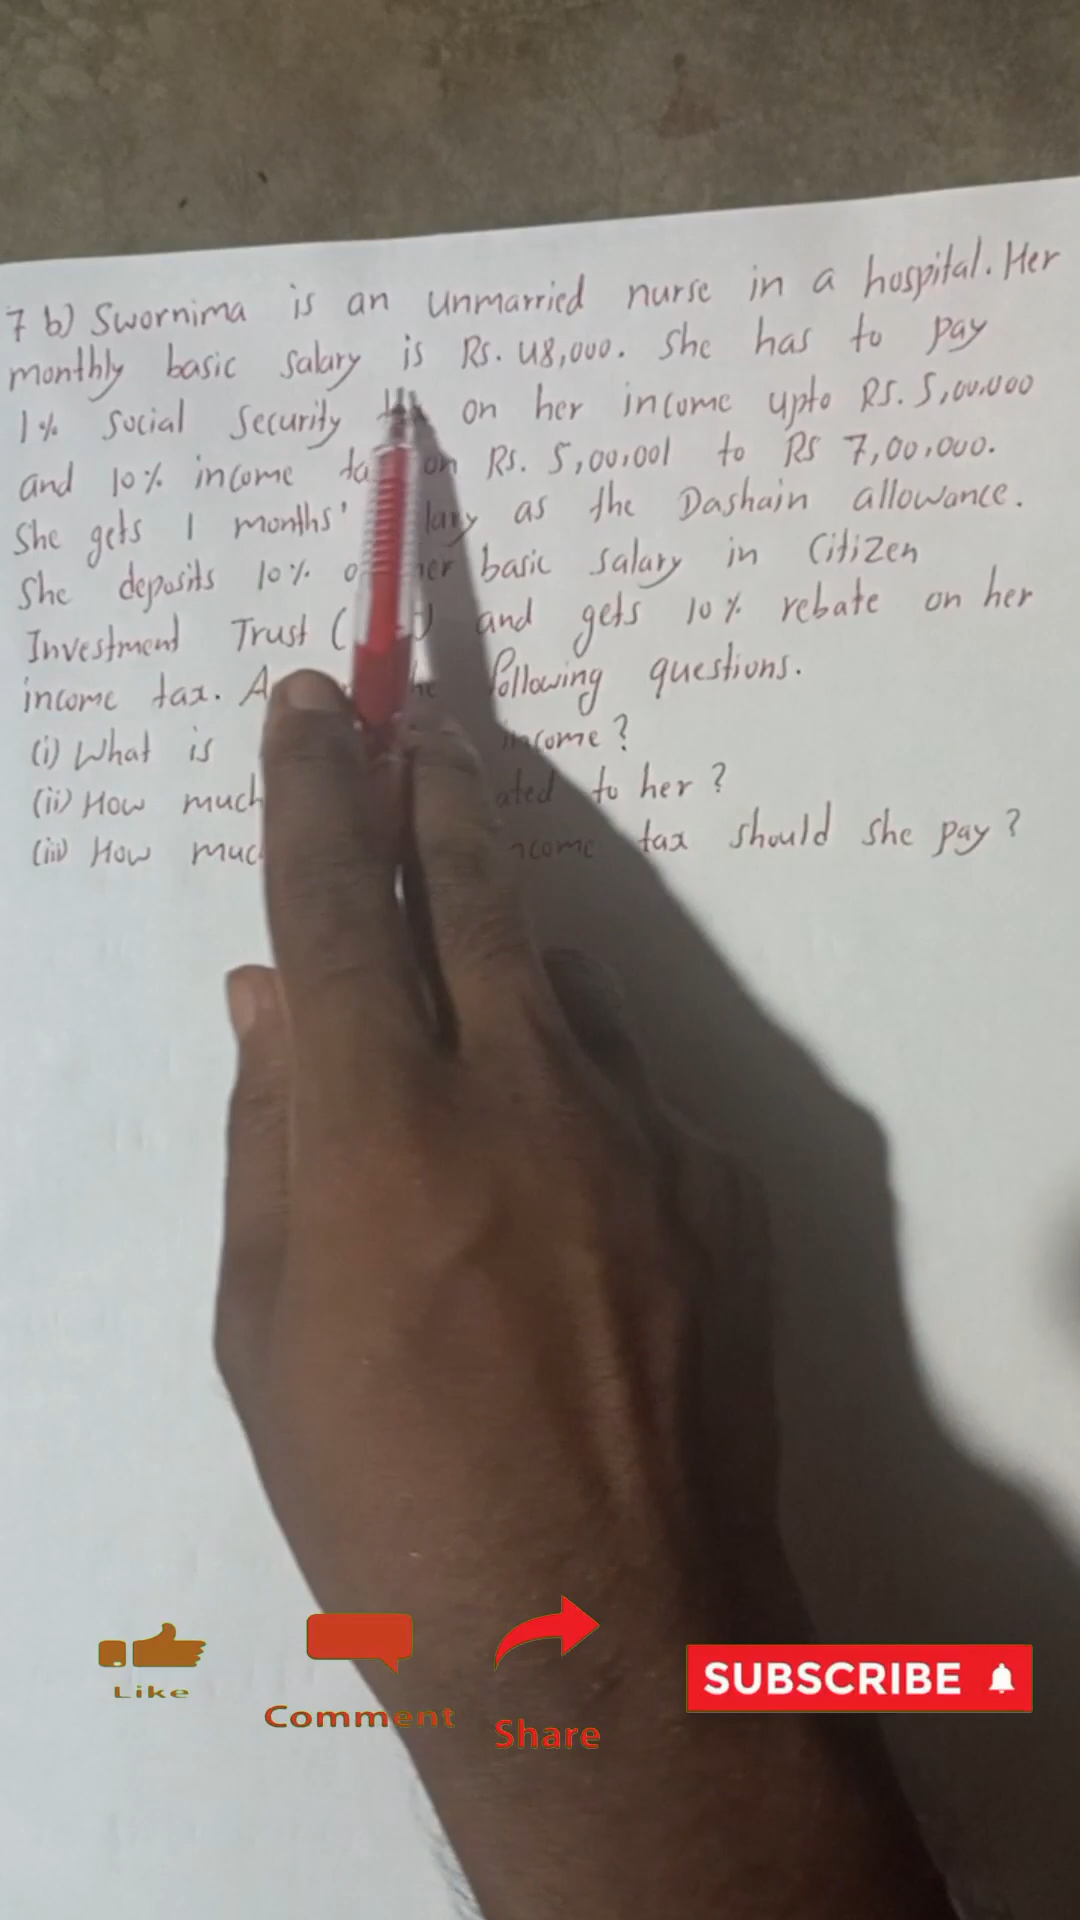 7 b) Swornima is an unmarried nurse in a hospital. Her
monthly basic salary is Rs. 48,000. She has to pay
1% Social Security on her income upto Rs. 5,00,000
and 10% income on Rs. 5,00,001 to Rs 7,00,000.
She gets 1 months' as the Dashain allowance.
She deposits 10% basic salary in Citizen
Investment Trust ( ) and gets 10% rebate on her
income tax. following questions.
(i) What is income?
(ii) How much to her?
(iii) How income tax should she pay?
Like
Comment
Share
SUBSCRIBE